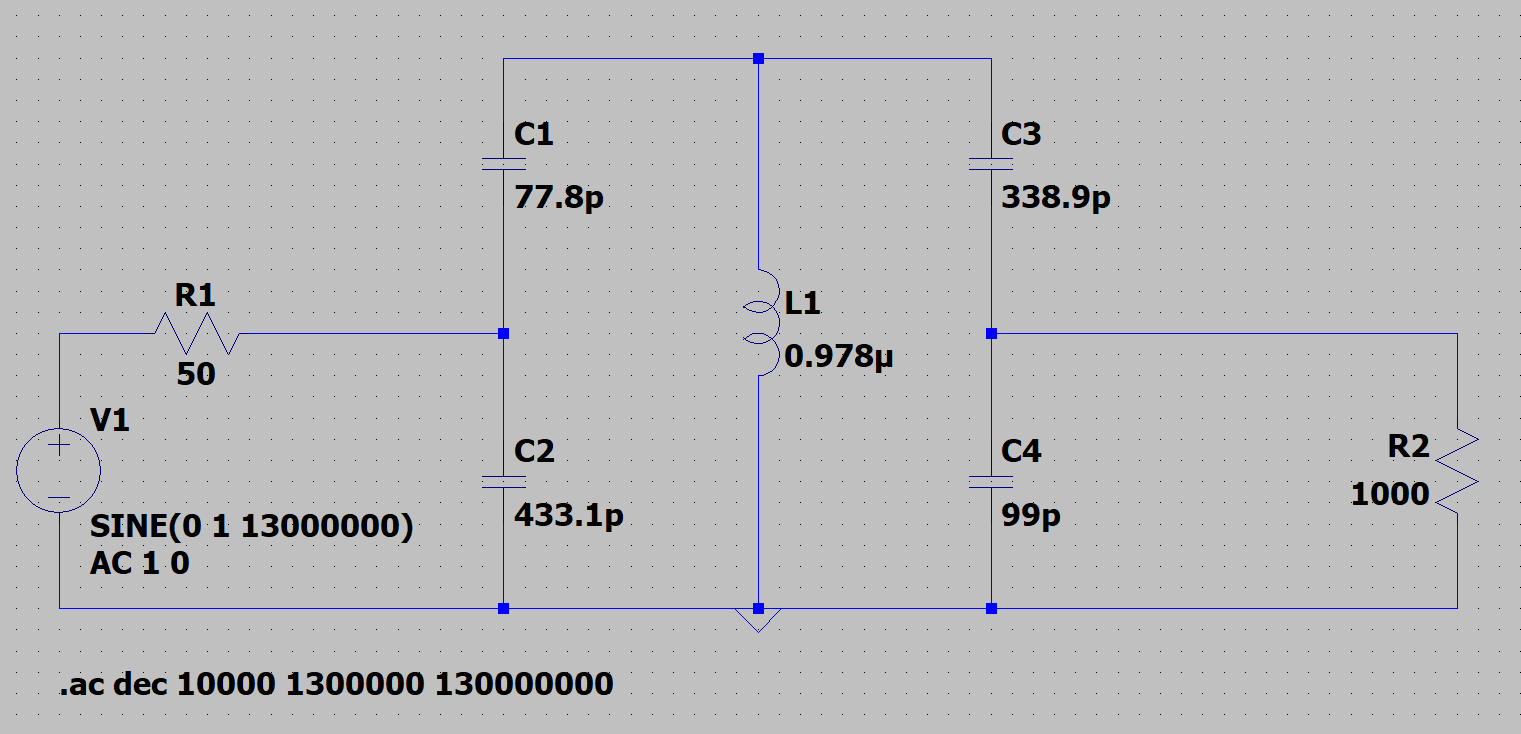 C1
77.8p
C3
338.9p
R1
50
L1
0.978µ
V1
SINE(0 1 13000000)
AC 1 0
C2
433.1p
C4
99p
R2
1000
.ac dec 10000 1300000 130000000